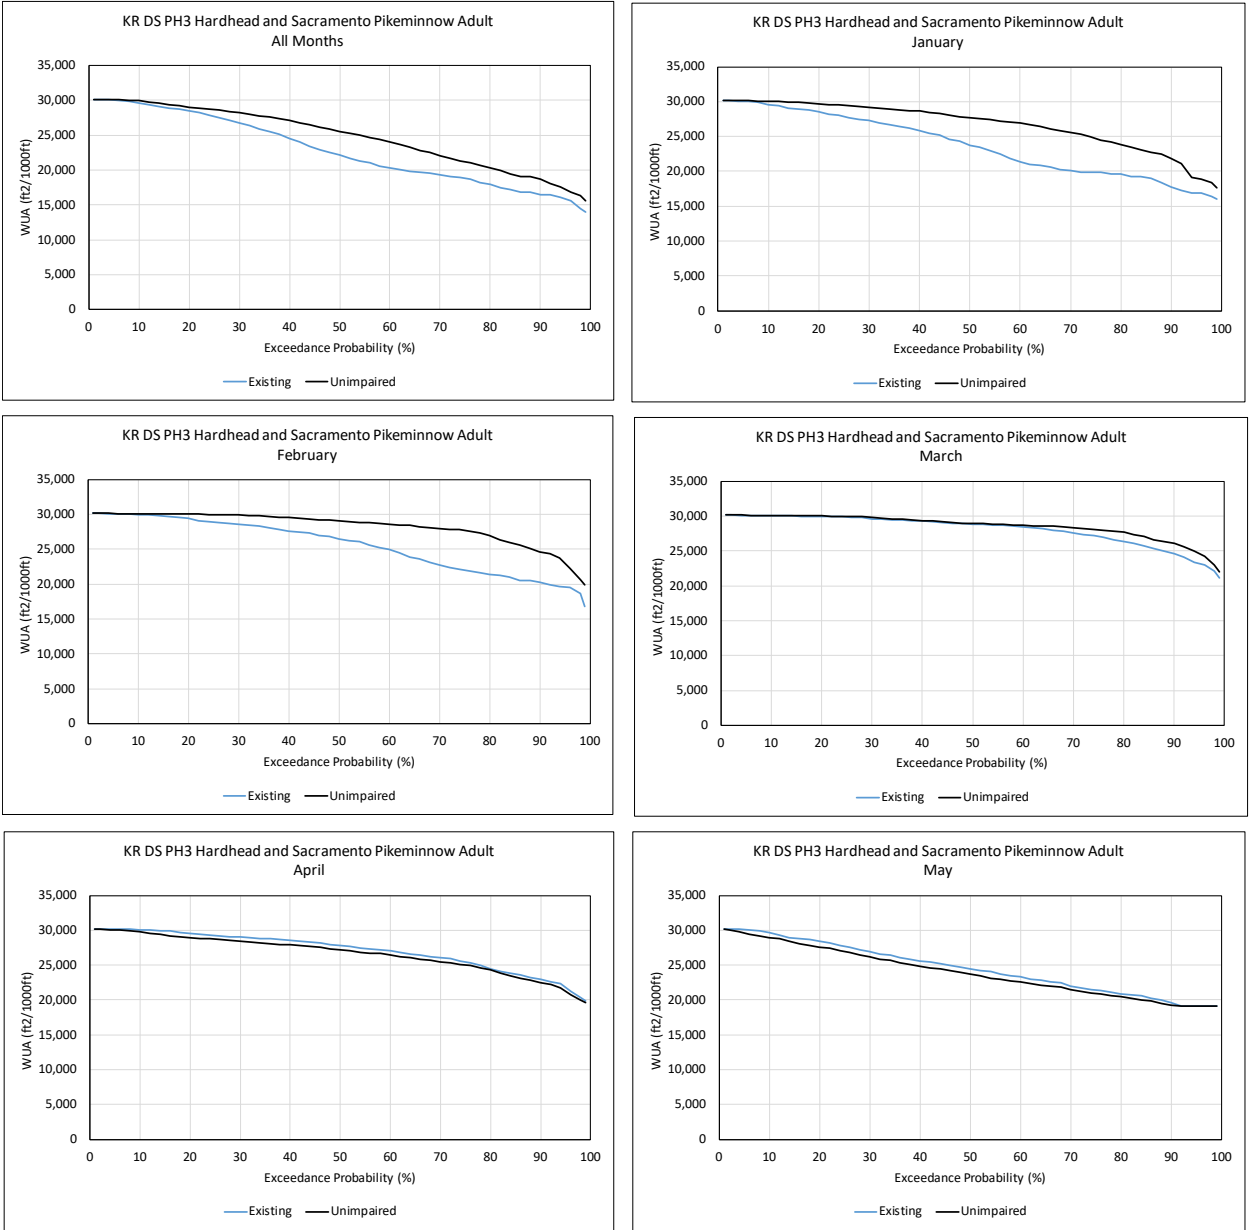 KR DS PH3 Hardhead and Sacramento Pikeminnow Adult
All Months
35,000
30,000
25,000
20,000
15,000
10,000
5,000
0
WUA (ft2/1000ft)
0 10 20 30 40 50 60 70 80 90 100
Exceedance Probability (%)
Existing Unimpaired
KR DS PH3 Hardhead and Sacramento Pikeminnow Adult
January
35,000
30,000
25,000
20,000
15,000
10,000
5,000
0
WUA (ft2/1000ft)
0 10 20 30 40 50 60 70 80 90 100
Exceedance Probability (%)
Existing Unimpaired
KR DS PH3 Hardhead and Sacramento Pikeminnow Adult
February
35,000
30,000
25,000
20,000
15,000
10,000
5,000
0
WUA (ft2/1000ft)
0 10 20 30 40 50 60 70 80 90 100
Exceedance Probability (%)
Existing Unimpaired
KR DS PH3 Hardhead and Sacramento Pikeminnow Adult
March
35,000
30,000
25,000
20,000
15,000
10,000
5,000
0
WUA (ft2/1000ft)
0 10 20 30 40 50 60 70 80 90 100
Exceedance Probability (%)
Existing Unimpaired
KR DS PH3 Hardhead and Sacramento Pikeminnow Adult
April
35,000
30,000
25,000
20,000
15,000
10,000
5,000
0
WUA (ft2/1000ft)
0 10 20 30 40 50 60 70 80 90 100
Exceedance Probability (%)
Existing Unimpaired
KR DS PH3 Hardhead and Sacramento Pikeminnow Adult
May
35,000
30,000
25,000
20,000
15,000
10,000
5,000
0
WUA (ft2/1000ft)
0 10 20 30 40 50 60 70 80 90 100
Exceedance Probability (%)
Existing Unimpaired